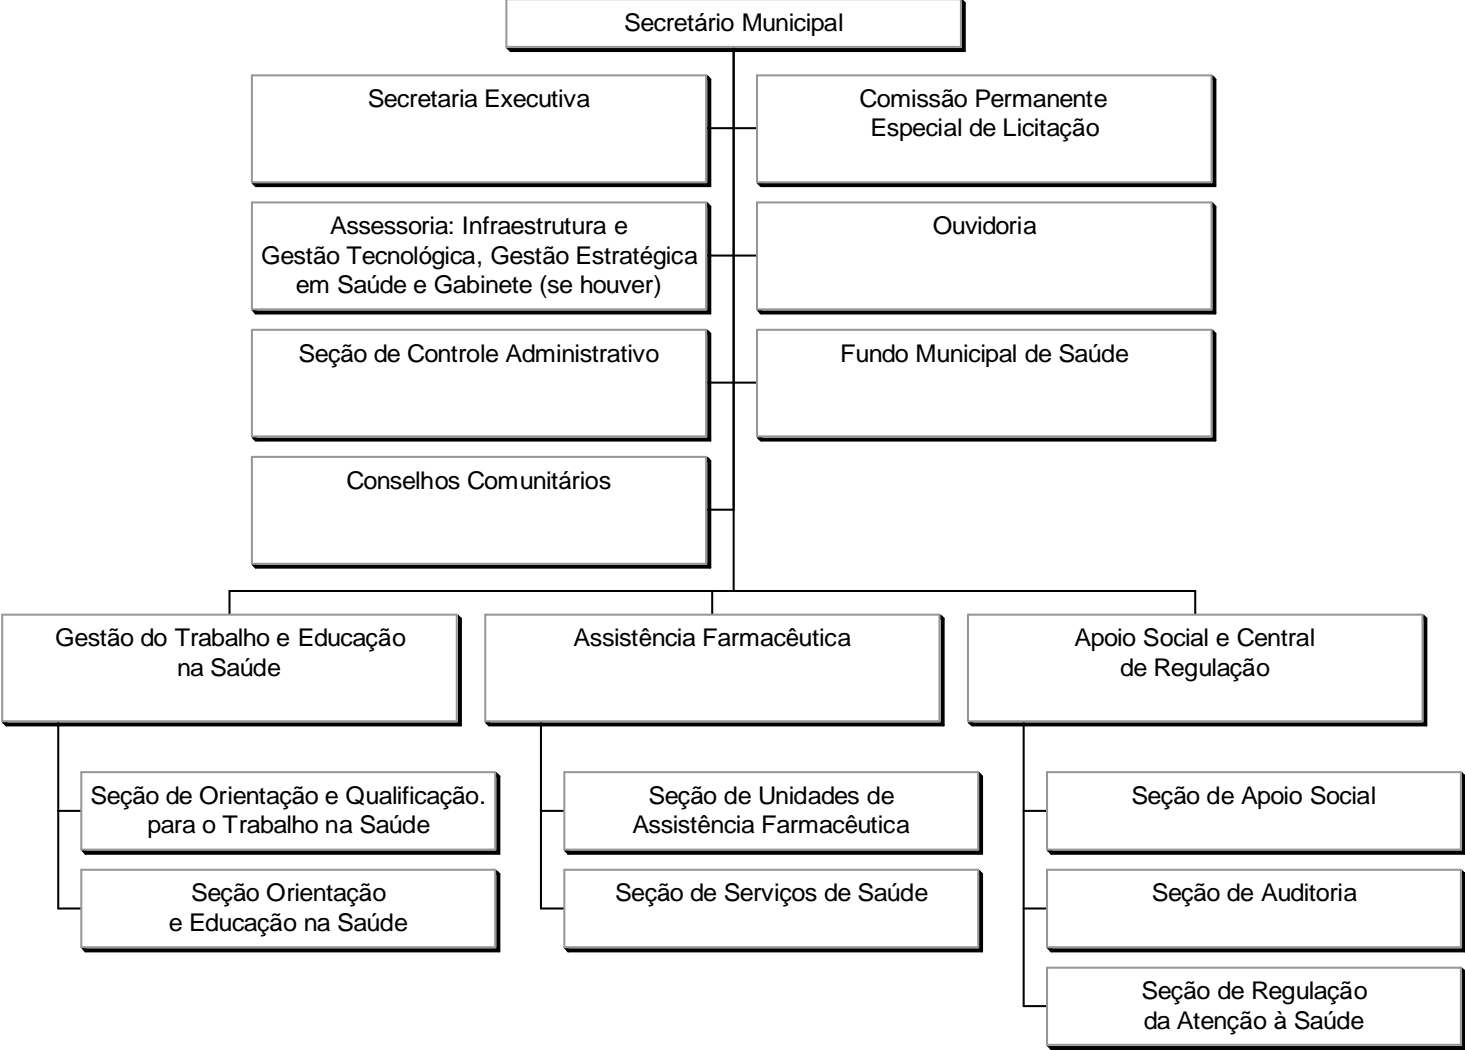 Secretário Municipal
Secretaria Executiva
Comissão Permanente
Especial de Licitação
Assessoria: Infraestrutura e
Gestão Tecnológica, Gestão Estratégica
em Saúde e Gabinete (se houver)
Ouvidoria
Seção de Controle Administrativo
Fundo Municipal de Saúde
Conselhos Comunitários
Gestão do Trabalho e Educação
na Saúde
Assistência Farmacêutica
Apoio Social e Central
de Regulação
Seção de Orientação e Qualificação.
para o Trabalho na Saúde
Seção Orientação
e Educação na Saúde
Seção de Unidades de
Assistência Farmacêutica
Seção de Serviços de Saúde
Seção de Apoio Social
Seção de Auditoria
Seção de Regulação
da Atenção à Saúde